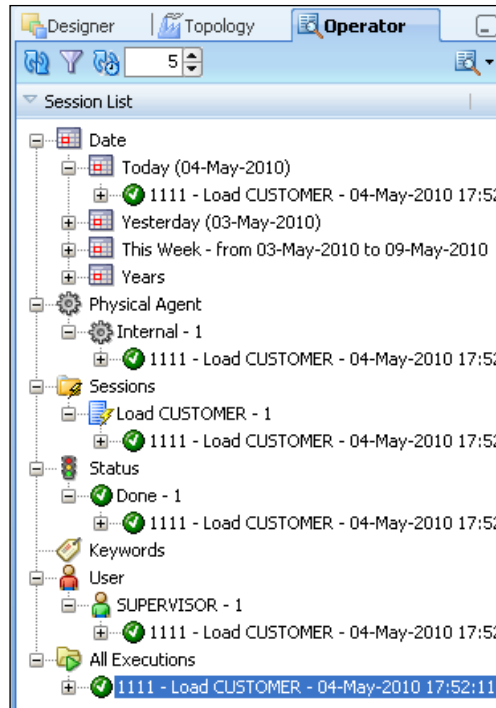 Designer Topology Operator
5
Session List
Date
Today (04-May-2010)
1111 - Load CUSTOMER - 04-May-2010 17:52
Yesterday (03-May-2010)
This Week - from 03-May-2010 to 09-May-2010
Years
Physical Agent
Internal - 1
1111 - Load CUSTOMER - 04-May-2010 17:52
Sessions
Load CUSTOMER - 1
1111 - Load CUSTOMER - 04-May-2010 17:52
Status
Done - 1
1111 - Load CUSTOMER - 04-May-2010 17:52
Keywords
User
SUPERVISOR - 1
1111 - Load CUSTOMER - 04-May-2010 17:52
All Executions
1111 - Load CUSTOMER - 04-May-2010 17:52:11